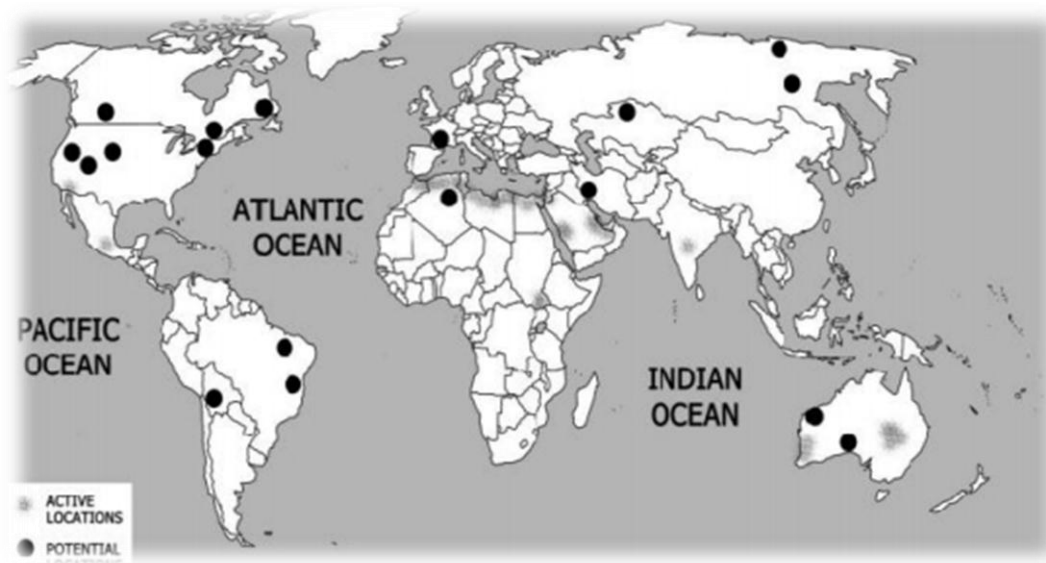 ATLANTIC
OCEAN
PACIFIC
OCEAN
INDIAN
OCEAN
ACTIVE
LOCATIONS
POTENTIAL